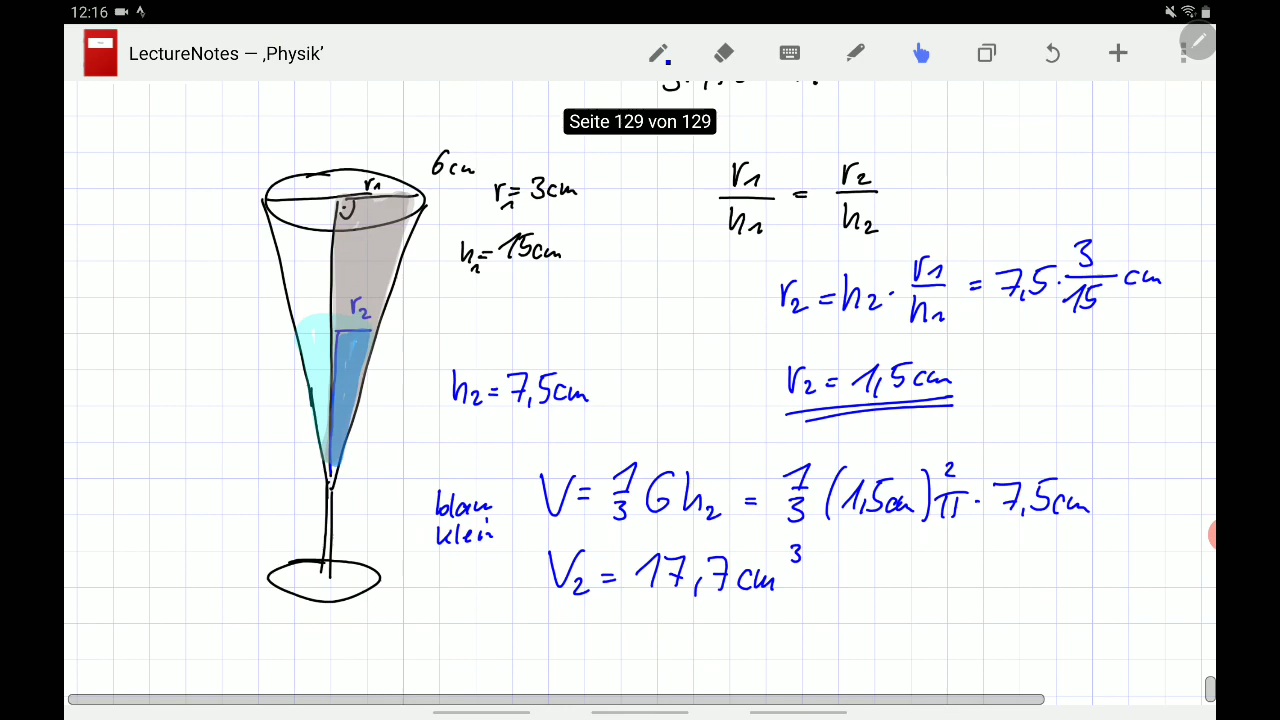 12:16
LectureNotes — ‚Physik‘
Seite 129 von 129
6cm
r₁
r₁ = 3cm
h₁ = 15cm
r₁/h₁ = r₂/h₂
r₂ = h₂ · r₁/h₁ = 7,5 · 3/15 cm
r₂
h₂ = 7,5cm
r₂ = 1,5cm
blau
klein
V = 1/3 G h₂ = 1/3 (1,5cm)² π · 7,5cm
V₂ = 17,7cm³